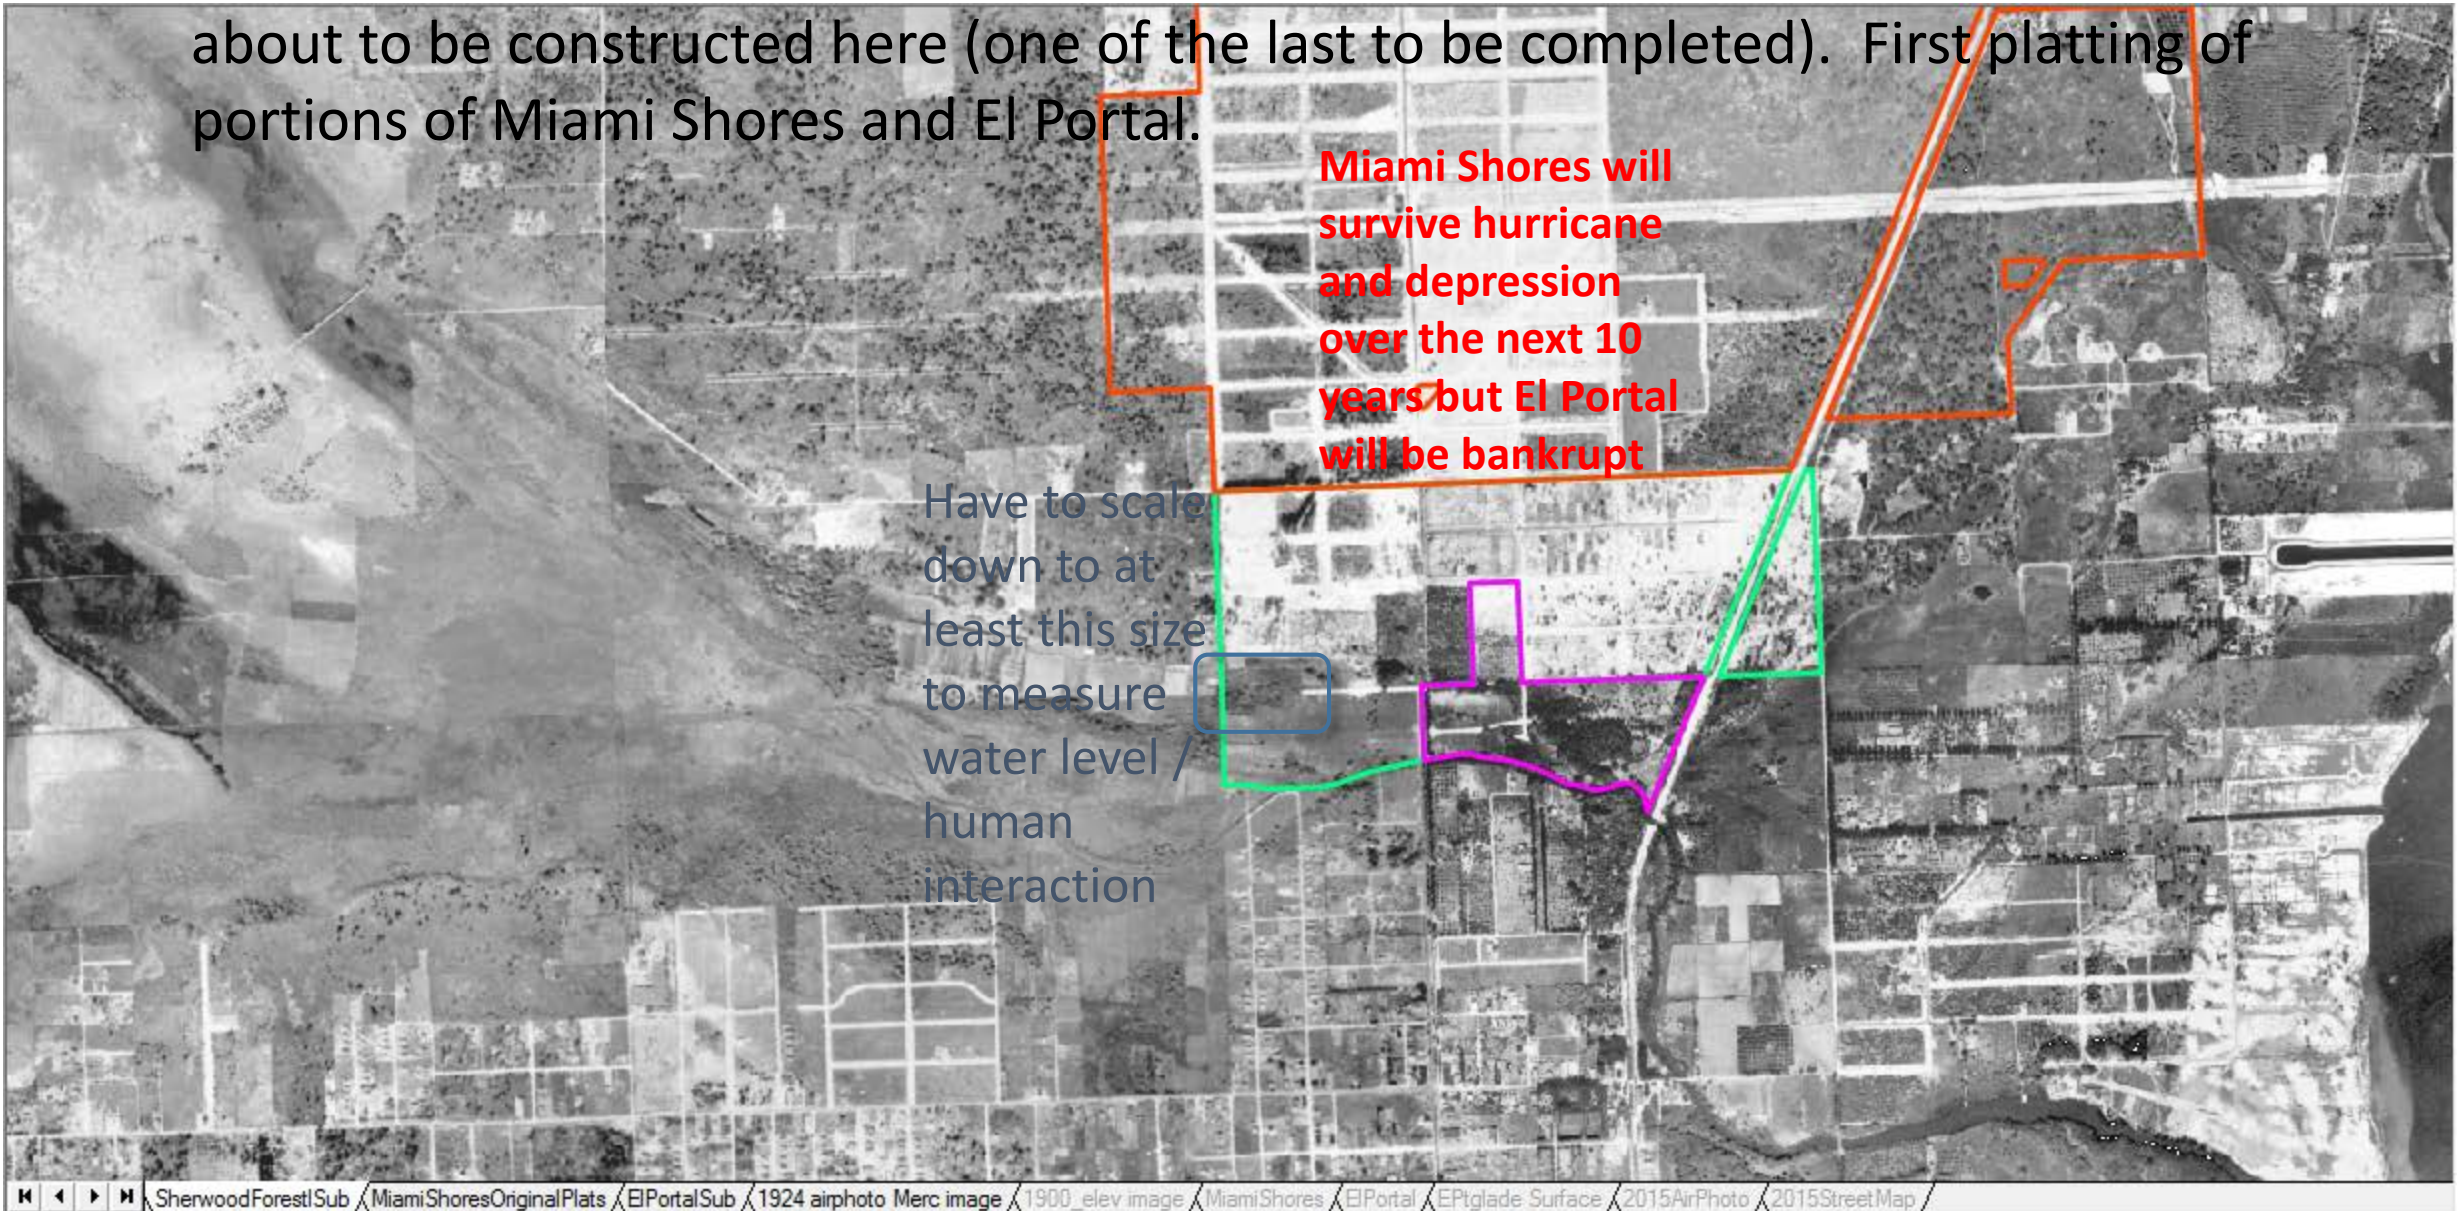 about to be constructed here (one of the last to be completed).  First platting of
portions of Miami Shores and El Portal.
Miami Shores will
survive hurricane
and depression
over the next 10
years but El Portal
will be bankrupt
Have to scale
down to at
least this size
to measure
water level /
human
interaction
SherwoodForestlSub MiamiShoresOriginalPlats ElPortalSub 1924 airphoto Merc image 1900_elev image MiamiShores ElPortal EPtglade Surface 2015AirPhoto 2015StreetMap